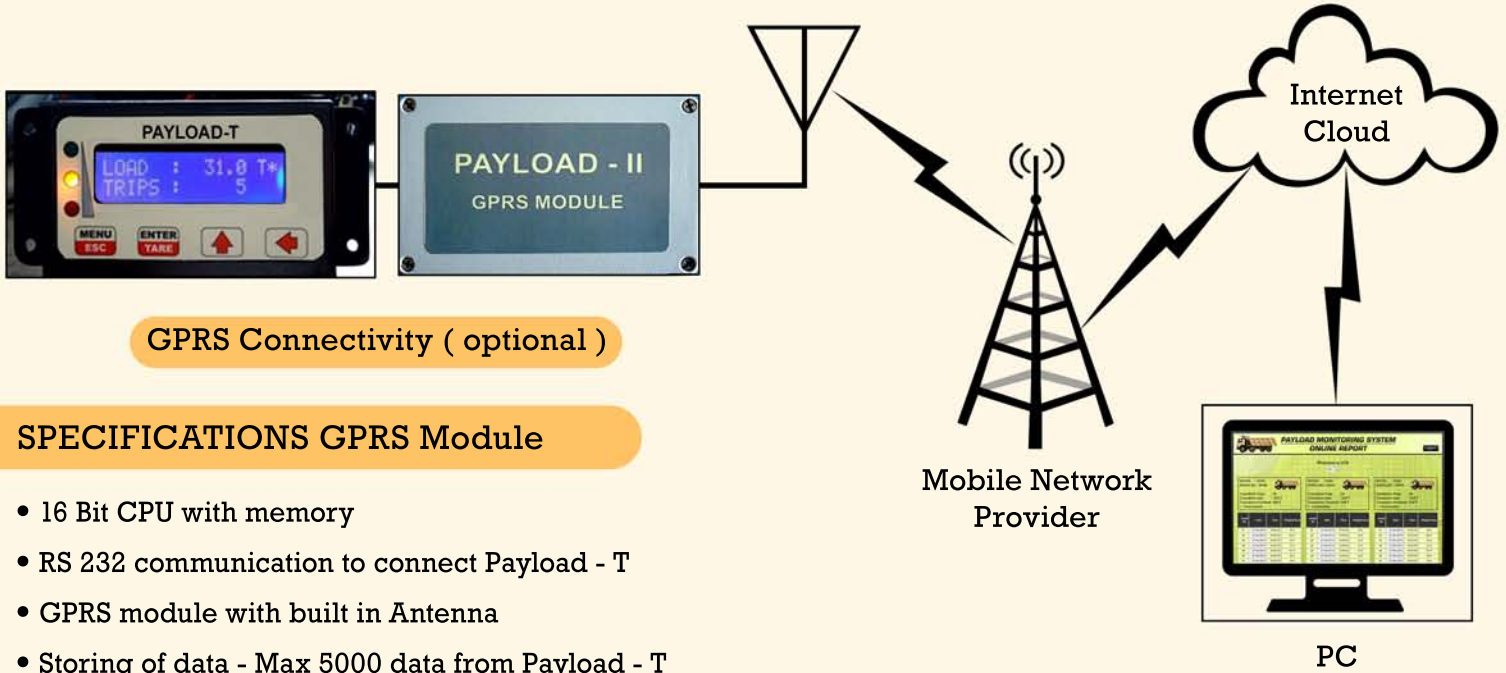 PAYLOAD-T
LOAD : 31.0 T*
TRIPS : 5
MENU
ESC
ENTER
TARE
PAYLOAD - II
GPRS MODULE
Internet
Cloud
GPRS Connectivity ( optional )
SPECIFICATIONS GPRS Module
• 16 Bit CPU with memory
• RS 232 communication to connect Payload - T
• GPRS module with built in Antenna
• Storing of data - Max 5000 data from Payload - T
Mobile Network
Provider
PAYLOAD MONITORING SYSTEM
ONLINE REPORT
PC